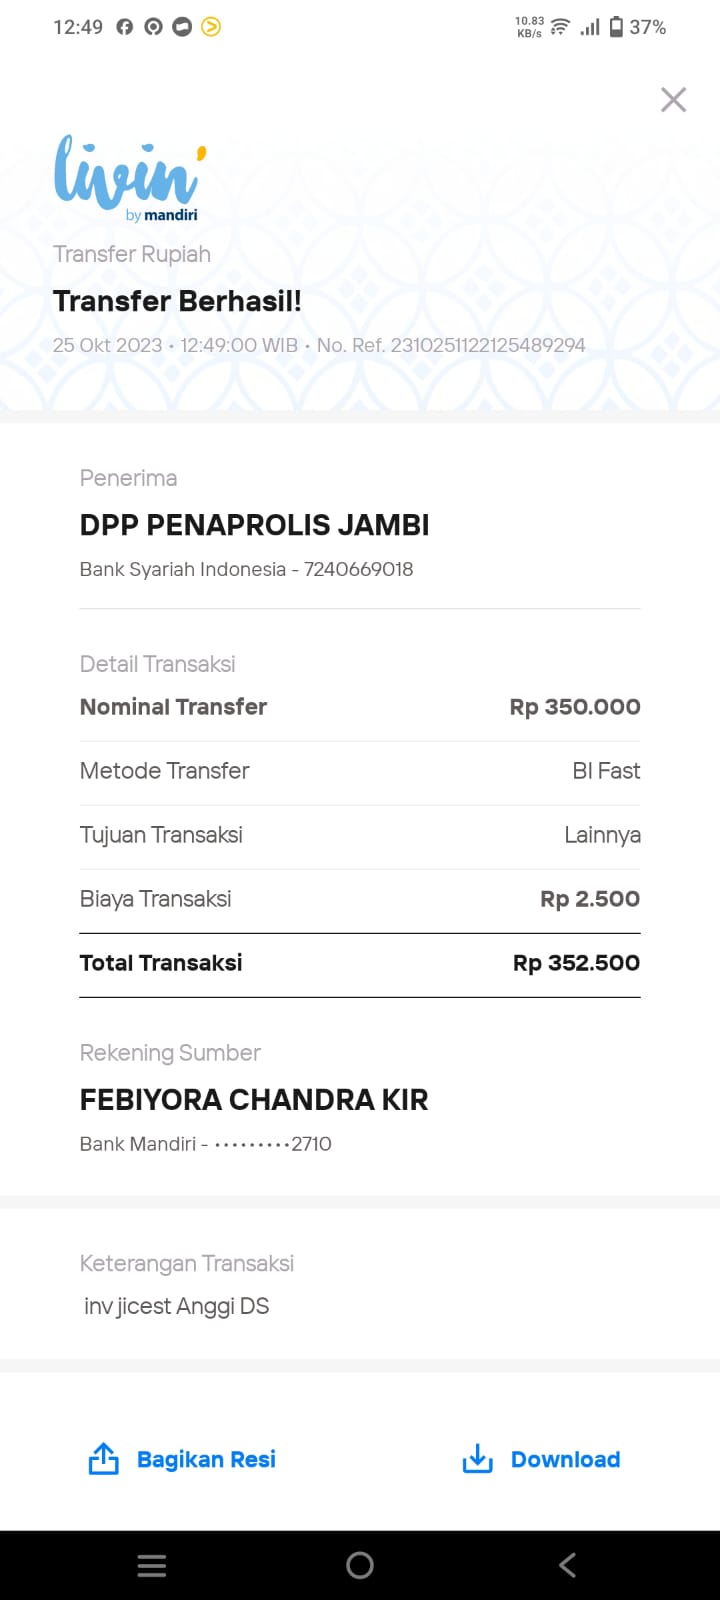 12:49
10.83
KB/s
37%
livin'
by mandiri
Transfer Rupiah
Transfer Berhasil!
25 Okt 2023 • 12:49:00 WIB • No. Ref. 2310251122125489294
Penerima
DPP PENAPROLIS JAMBI
Bank Syariah Indonesia - 7240669018
Detail Transaksi
Nominal Transfer Rp 350.000
Metode Transfer BI Fast
Tujuan Transaksi Lainnya
Biaya Transaksi Rp 2.500
Total Transaksi Rp 352.500
Rekening Sumber
FEBIYORA CHANDRA KIR
Bank Mandiri - •••••••••2710
Keterangan Transaksi
inv jicest Anggi DS
Bagikan Resi Download